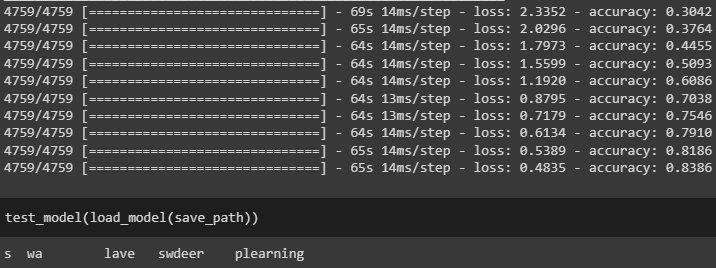 4759/4759 [==============================] - 69s 14ms/step - loss: 2.3352 - accuracy: 0.3042
4759/4759 [==============================] - 65s 14ms/step - loss: 2.0296 - accuracy: 0.3764
4759/4759 [==============================] - 64s 14ms/step - loss: 1.7973 - accuracy: 0.4455
4759/4759 [==============================] - 64s 14ms/step - loss: 1.5599 - accuracy: 0.5093
4759/4759 [==============================] - 64s 14ms/step - loss: 1.1920 - accuracy: 0.6086
4759/4759 [==============================] - 64s 13ms/step - loss: 0.8795 - accuracy: 0.7038
4759/4759 [==============================] - 64s 13ms/step - loss: 0.7179 - accuracy: 0.7546
4759/4759 [==============================] - 64s 14ms/step - loss: 0.6134 - accuracy: 0.7910
4759/4759 [==============================] - 65s 14ms/step - loss: 0.5389 - accuracy: 0.8186
4759/4759 [==============================] - 65s 14ms/step - loss: 0.4835 - accuracy: 0.8386
test_model(load_model(save_path))
s  wa        lave   swdeer    plearning